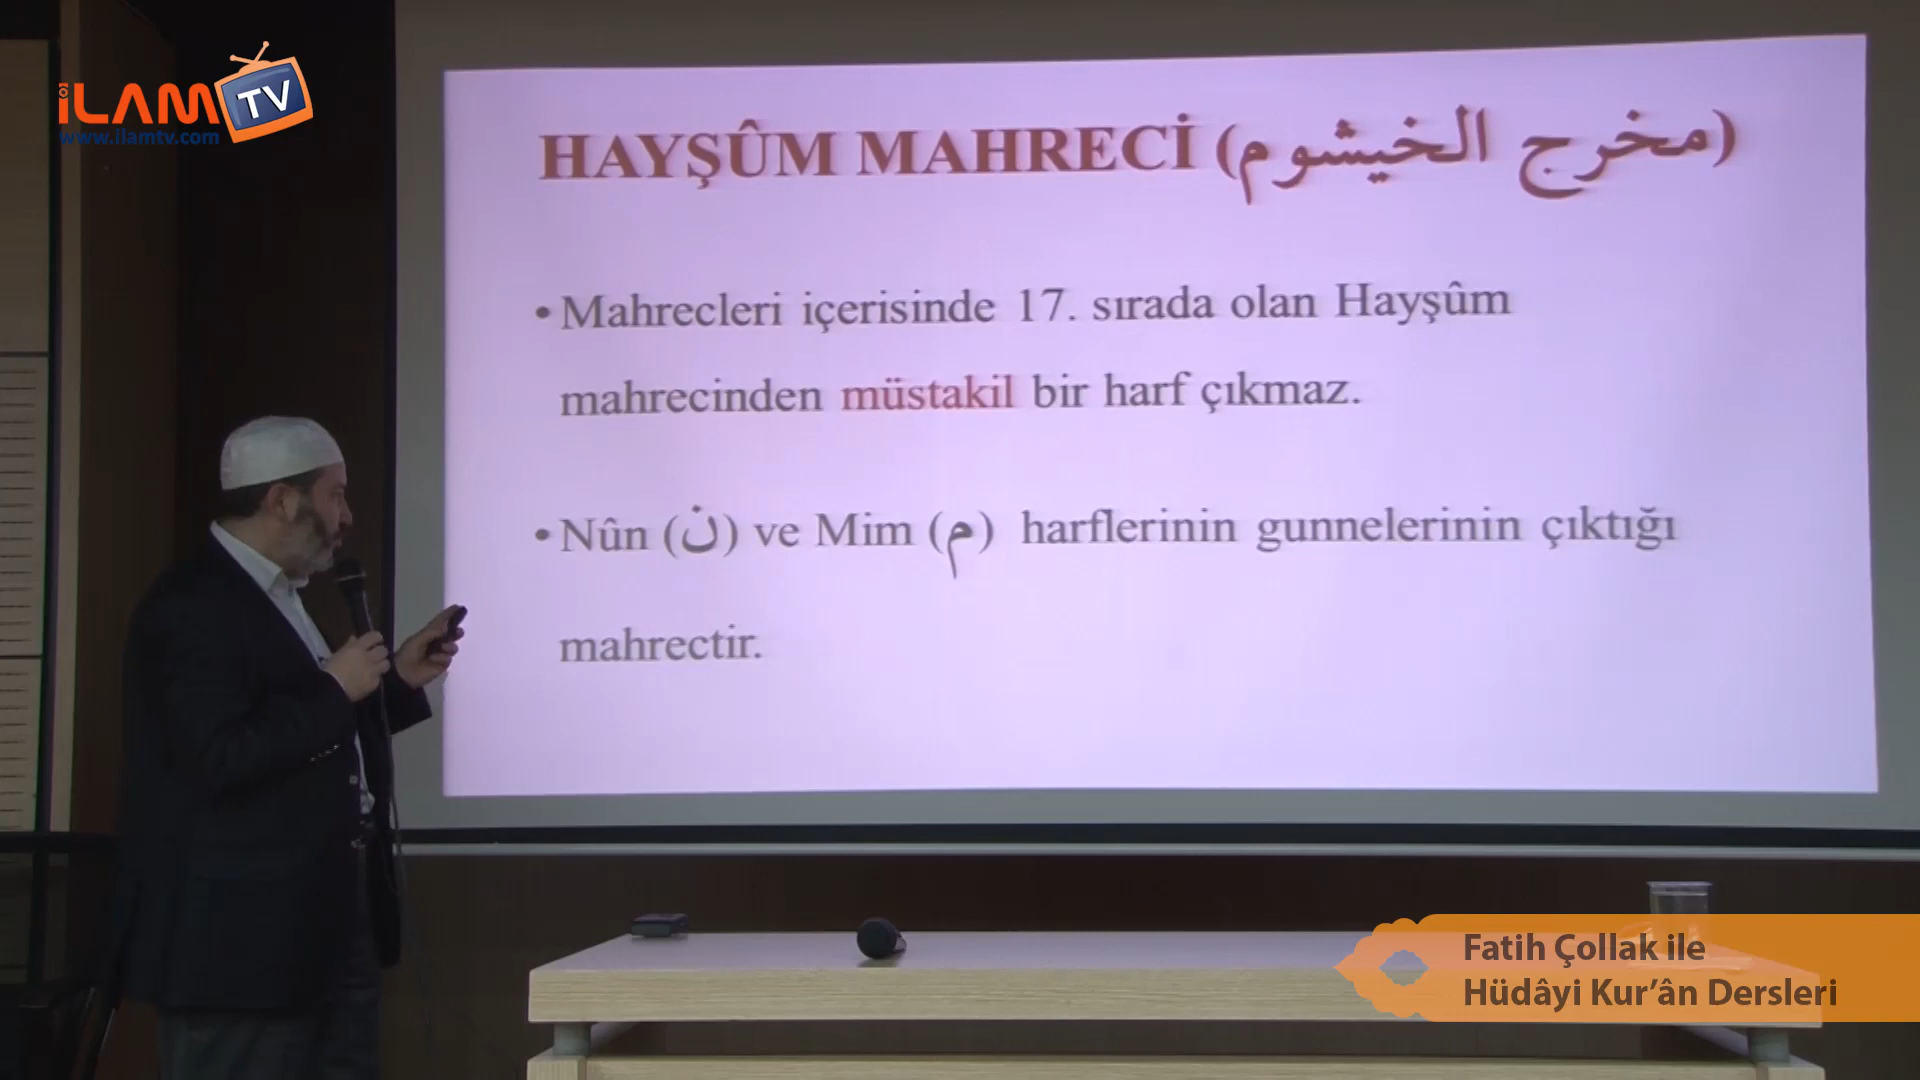 iLAM TV
www.ilamtv.com
HAYŞÛM MAHRECİ (مخرج الخيشوم)
• Mahrecleri içerisinde 17. sırada olan Hayşûm
mahrecinden müstakil bir harf çıkmaz.
• Nûn (ن) ve Mim (م) harflerinin gunnelerinin çıktığı
mahrectir.
Fatih Çollak ile
Hüdâyi Kur’ân Dersleri